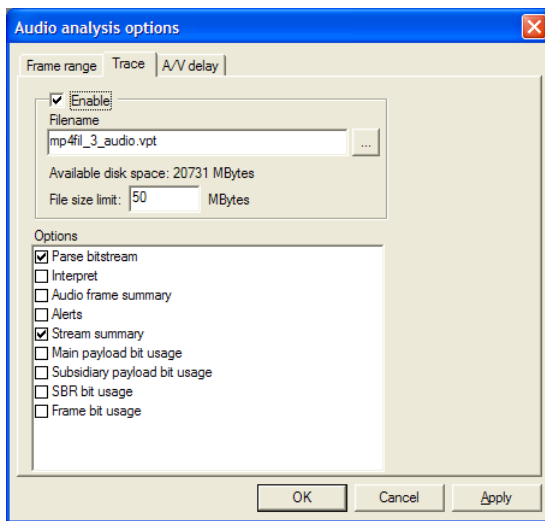 Audio analysis options
Frame range Trace A/V delay
Enable
Filename
mp4fil_3_audio.vpt ...
Available disk space: 20731 MBytes
File size limit: 50 MBytes
Options
Parse bitstream
Interpret
Audio frame summary
Alerts
Stream summary
Main payload bit usage
Subsidiary payload bit usage
SBR bit usage
Frame bit usage
OK Cancel Apply